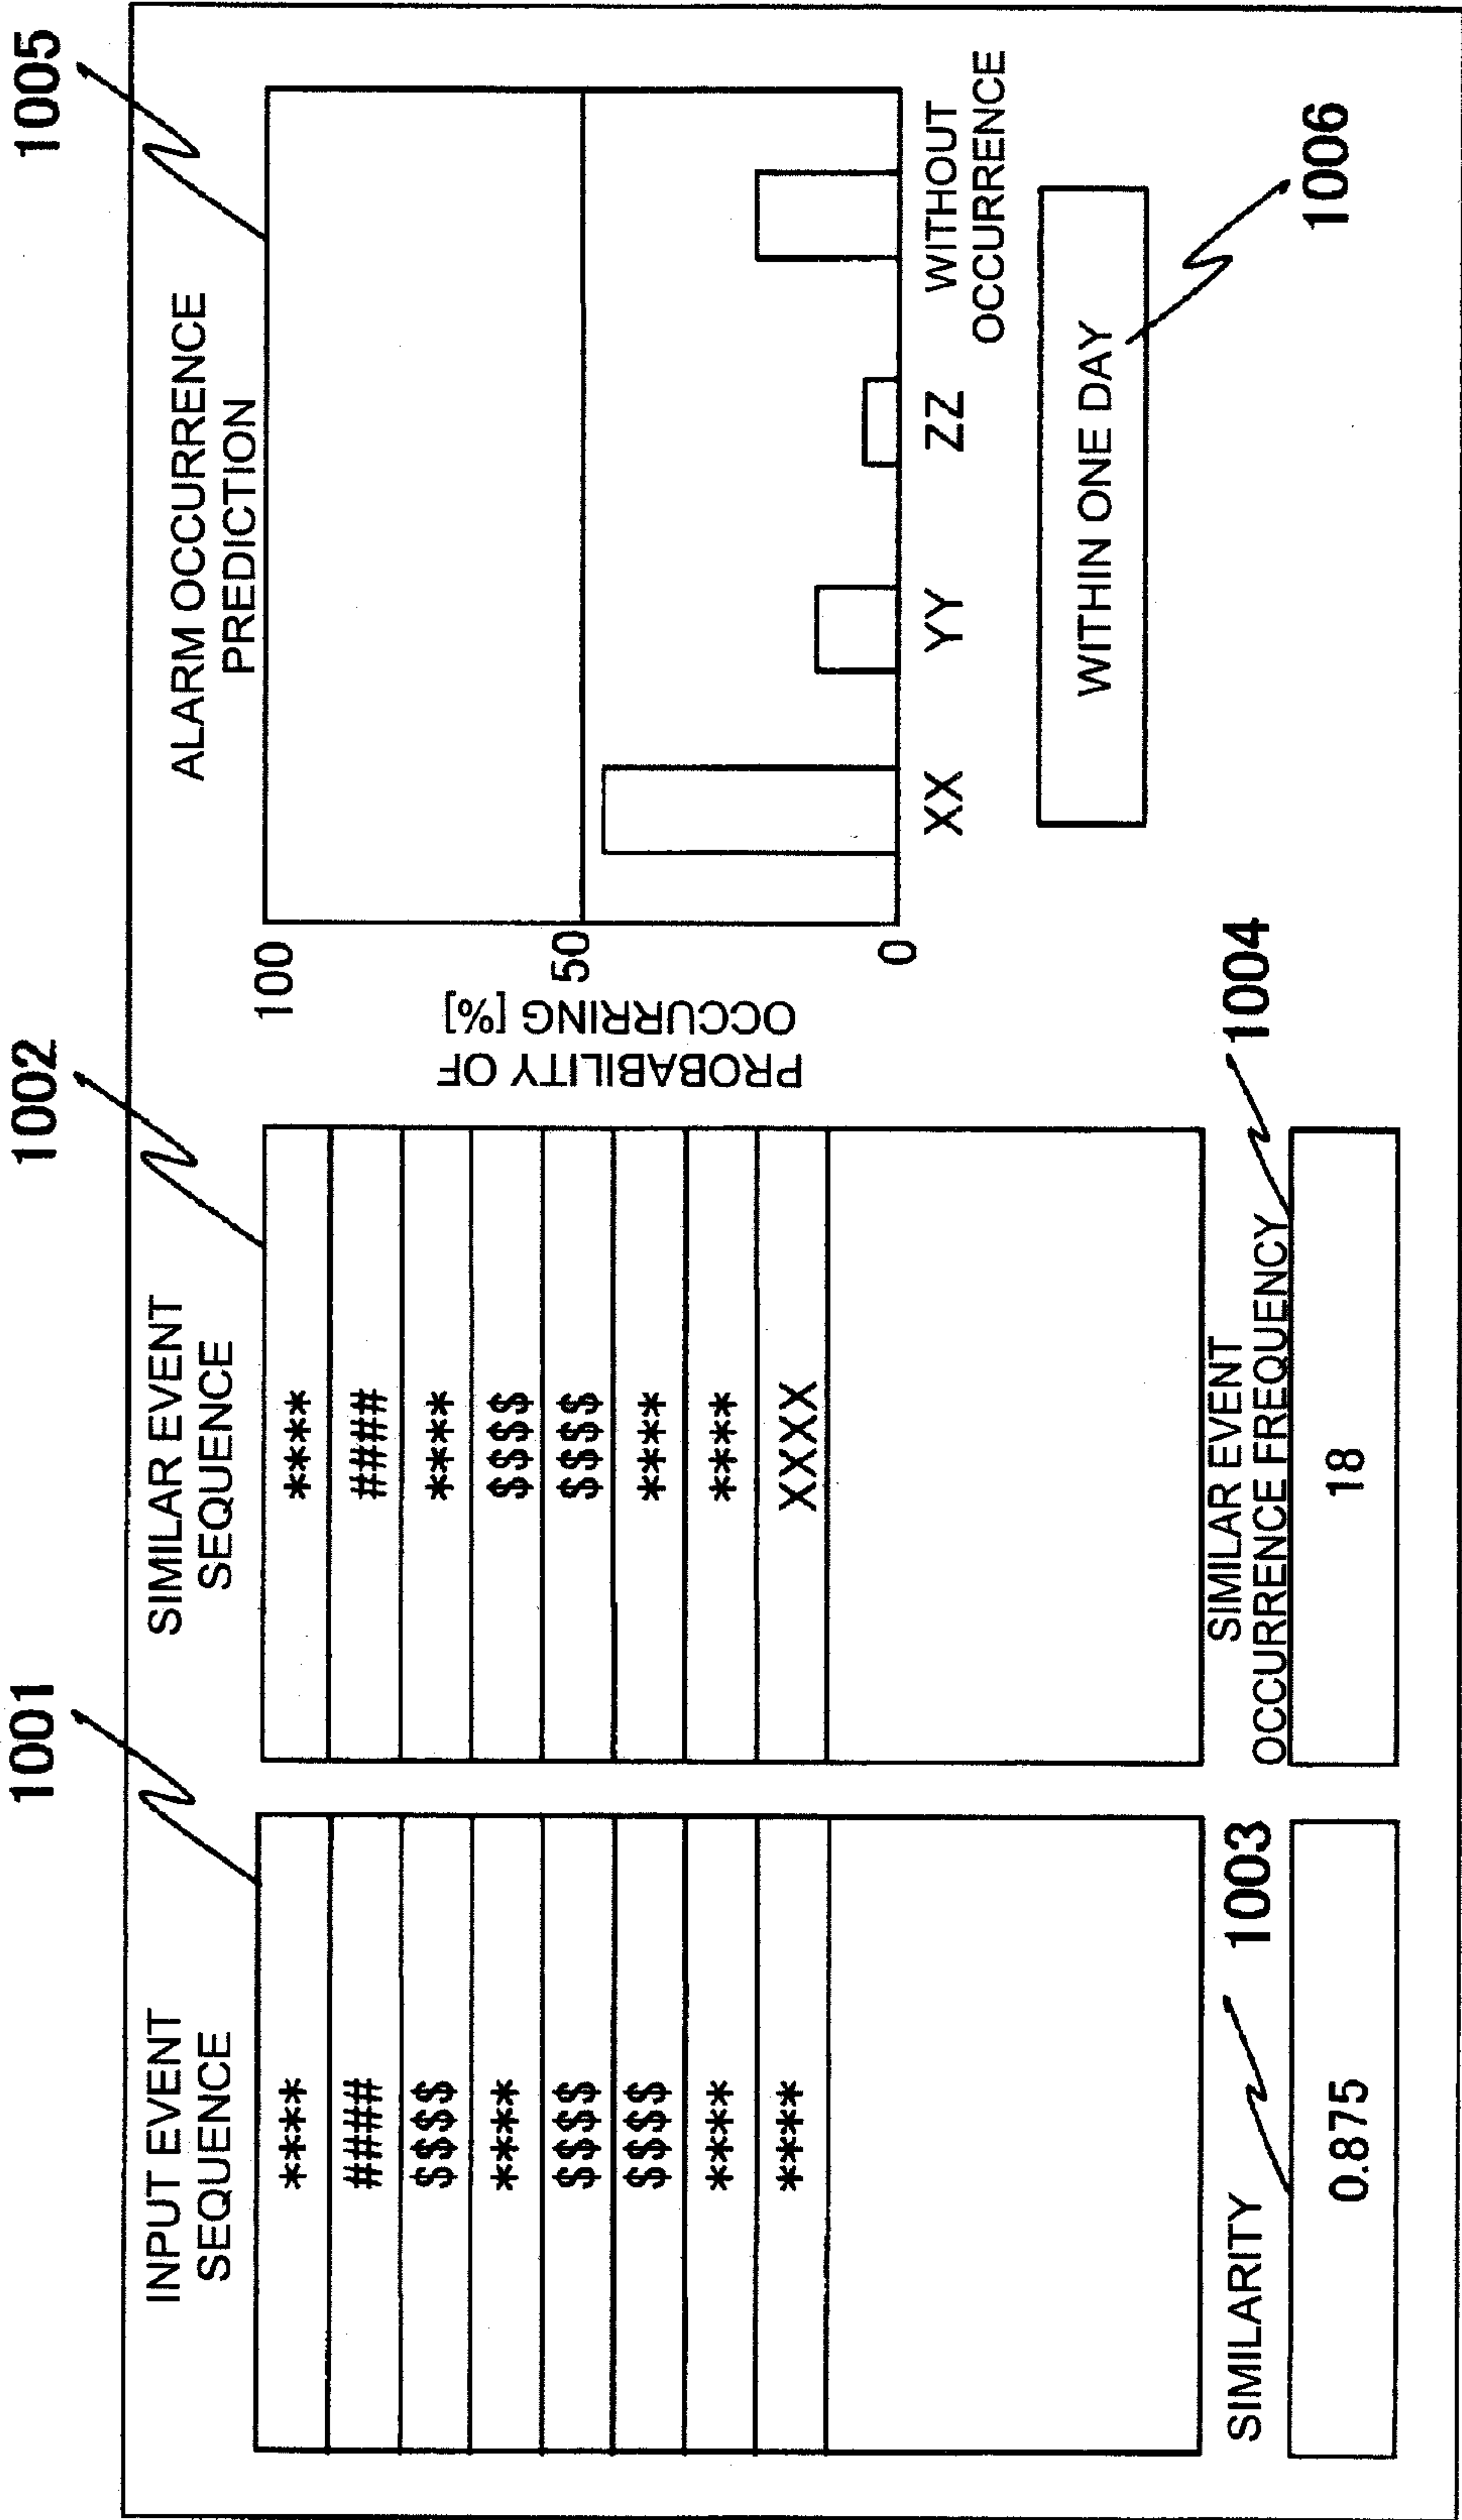 1001
1002
1005
INPUT EVENT
SEQUENCE
****
####
$$$$
****
$$$$
$$$$
****
****
SIMILARITY
1003
0.875
SIMILAR EVENT
SEQUENCE
****
####
****
$$$$
$$$$
****
****
XXXX
SIMILAR EVENT
OCCURRENCE FREQUENCY
1004
18
ALARM OCCURRENCE
PREDICTION
PROBABILITY OF
OCCURRING [%]
100
50
0
XX
YY
ZZ
WITHOUT
OCCURRENCE
WITHIN ONE DAY
1006